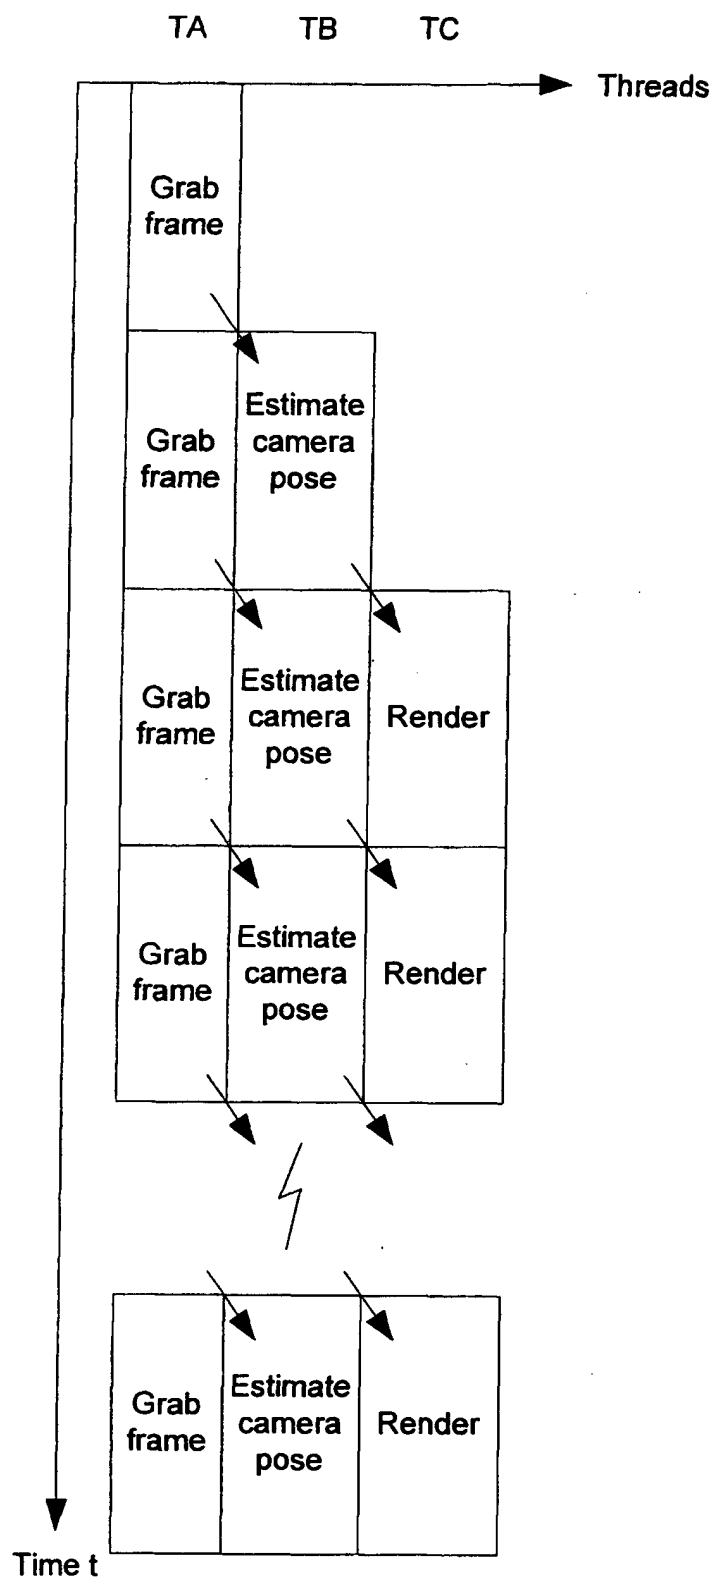 TA TB TC
Threads
Grab
frame
Grab
frame
Estimate
camera
pose
Grab
frame
Estimate
camera
pose
Render
Grab
frame
Estimate
camera
pose
Render
Grab
frame
Estimate
camera
pose
Render
Time t